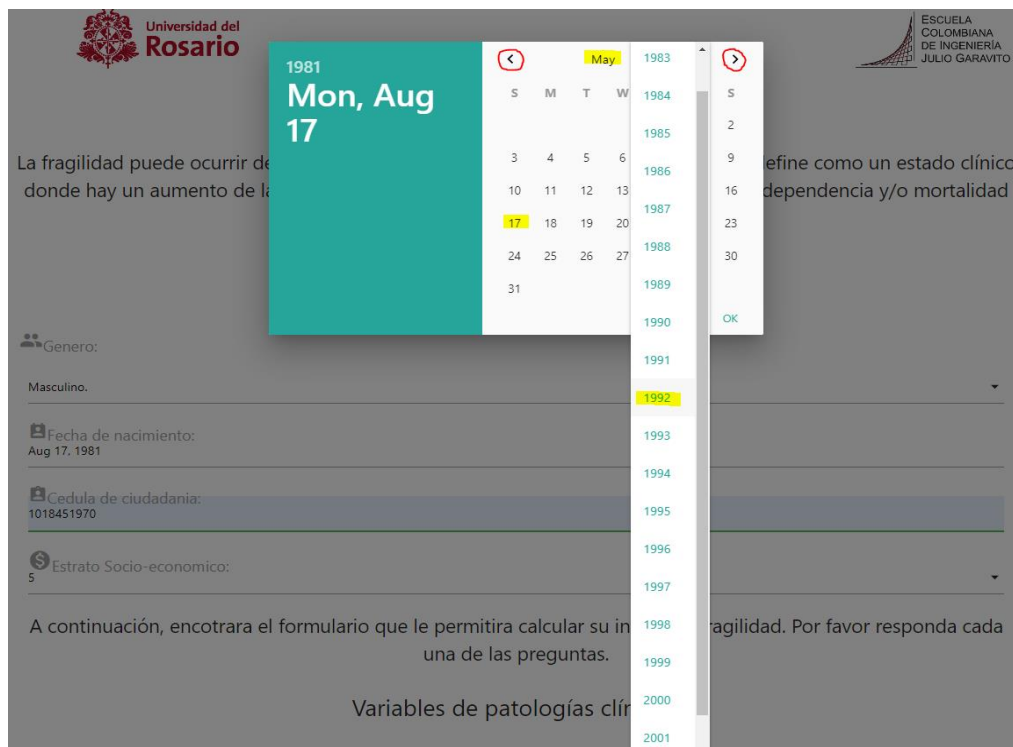 Universidad del
Rosario
ESCUELA
COLOMBIANA
DE INGENIERÍA
JULIO GARAVITO
1981
Mon, Aug
17
May
S M T W S
2
3 4 5 6 9
10 11 12 13 16
17 18 19 20 23
24 25 26 27 30
31
OK
1983
1984
1985
1986
1987
1988
1989
1990
1991
1992
1993
1994
1995
1996
1997
1998
1999
2000
2001
La fragilidad puede ocurrir de define como un estado clínico
donde hay un aumento de la dependencia y/o mortalidad
Genero:
Masculino.
Fecha de nacimiento:
Aug 17, 1981
Cedula de ciudadania:
1018451970
Estrato Socio-economico:
5
A continuación, encotrara el formulario que le permitira calcular su in ragilidad. Por favor responda cada
una de las preguntas.
Variables de patologías clín